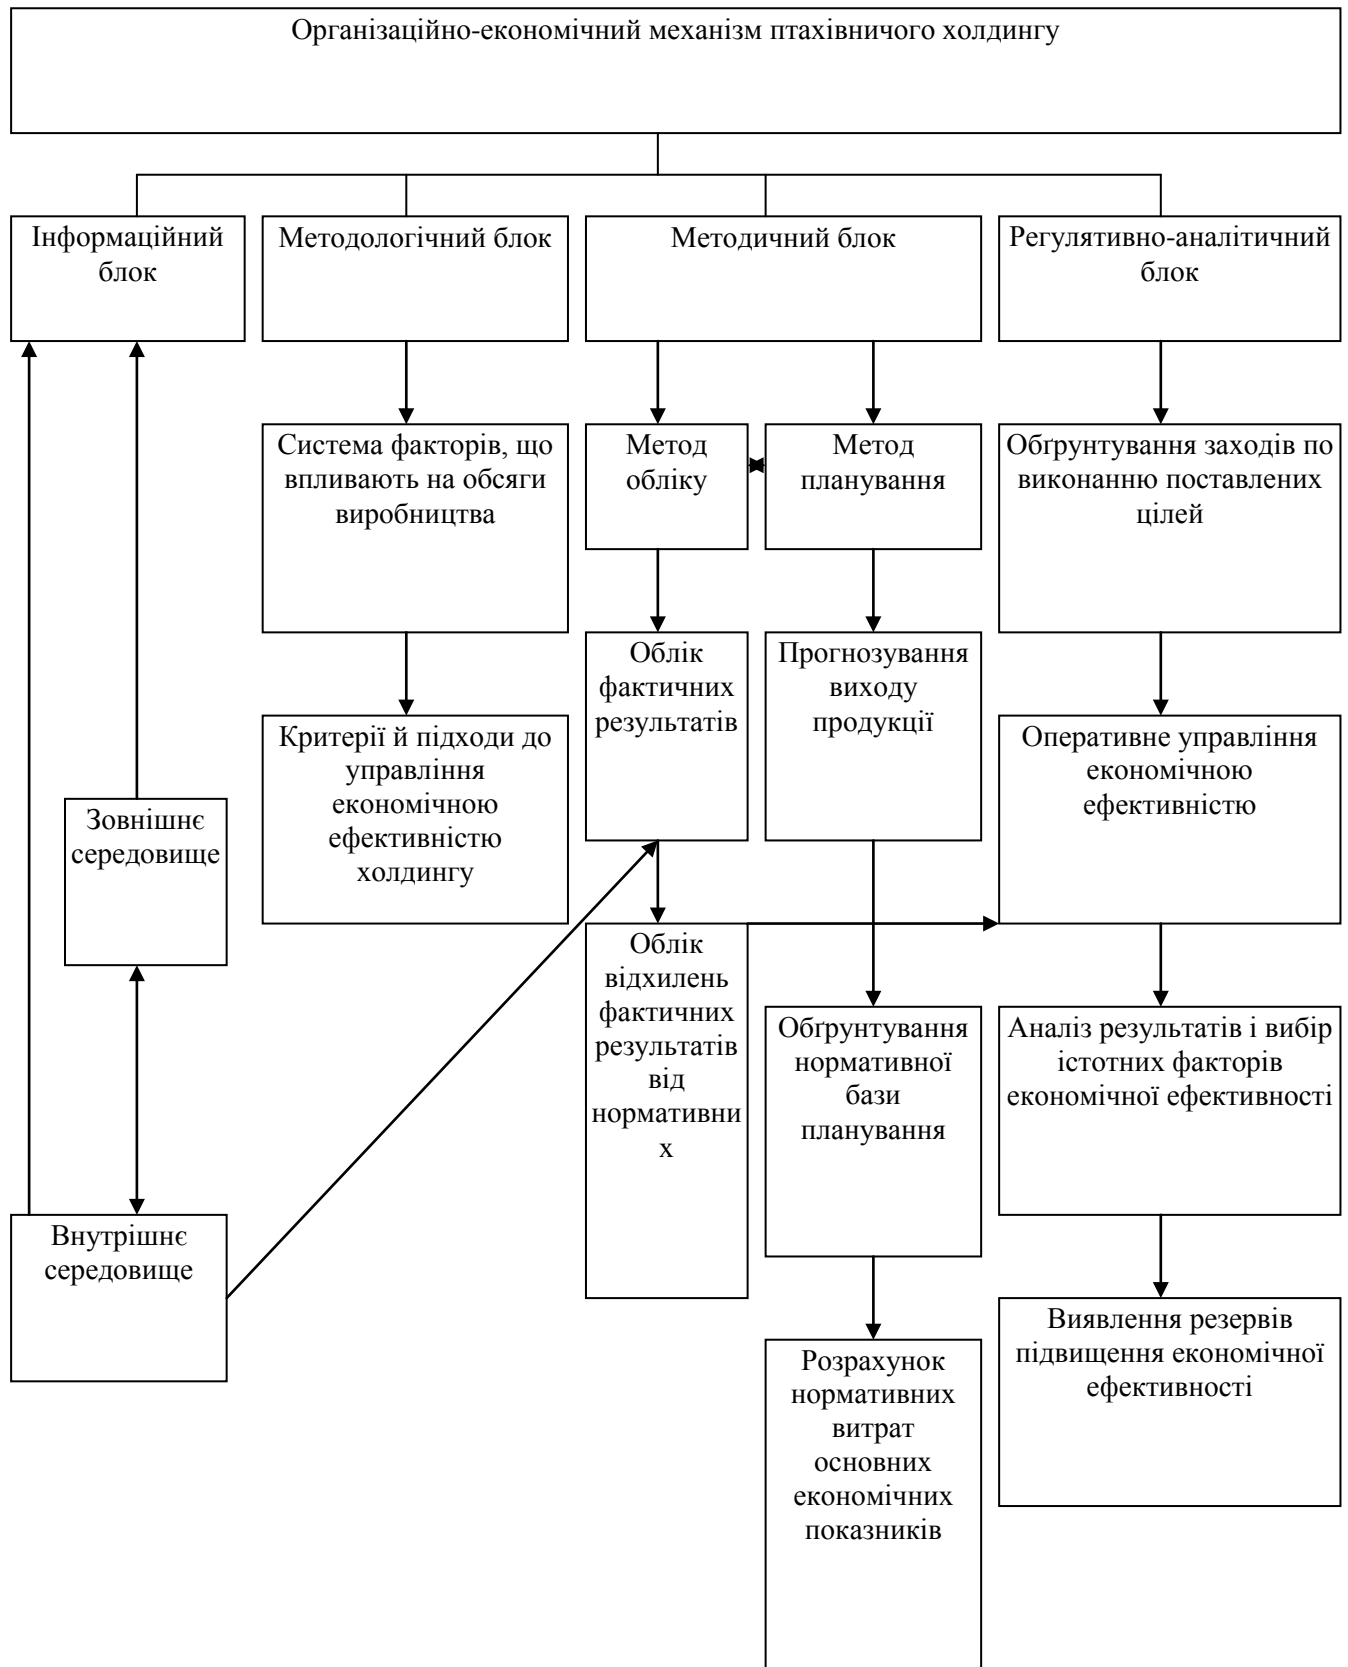 Організаційно-економічний механізм птахівничого холдингу
Інформаційний
блок
Методологічний блок
Методичний блок
Регулятивно-аналітичний
блок
Система факторів, що
впливають на обсяги
виробництва
Метод
обліку
Метод
планування
Обґрунтування заходів по
виконанню поставлених
цілей
Облік
фактичних
результатів
Прогнозування
виходу
продукції
Критерії й підходи до
управління
економічною
ефективністю
холдингу
Оперативне управління
економічною
ефективністю
Зовнішнє
середовище
Облік
відхилень
фактичних
результатів
від
нормативни
х
Обґрунтування
нормативної
бази
планування
Аналіз результатів і вибір
істотних факторів
економічної ефективності
Внутрішнє
середовище
Розрахунок
нормативних
витрат
основних
економічних
показників
Виявлення резервів
підвищення економічної
ефективності